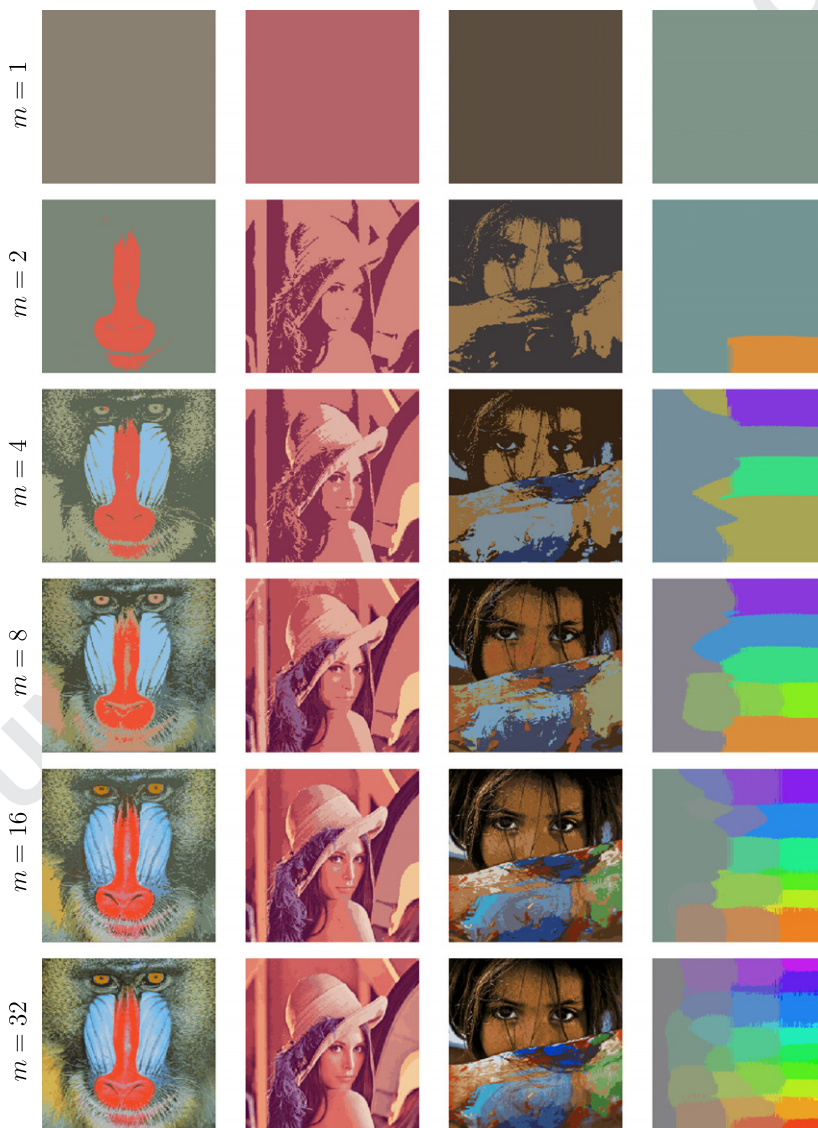 m = 1
m = 2
m = 4
m = 8
m = 16
m = 32